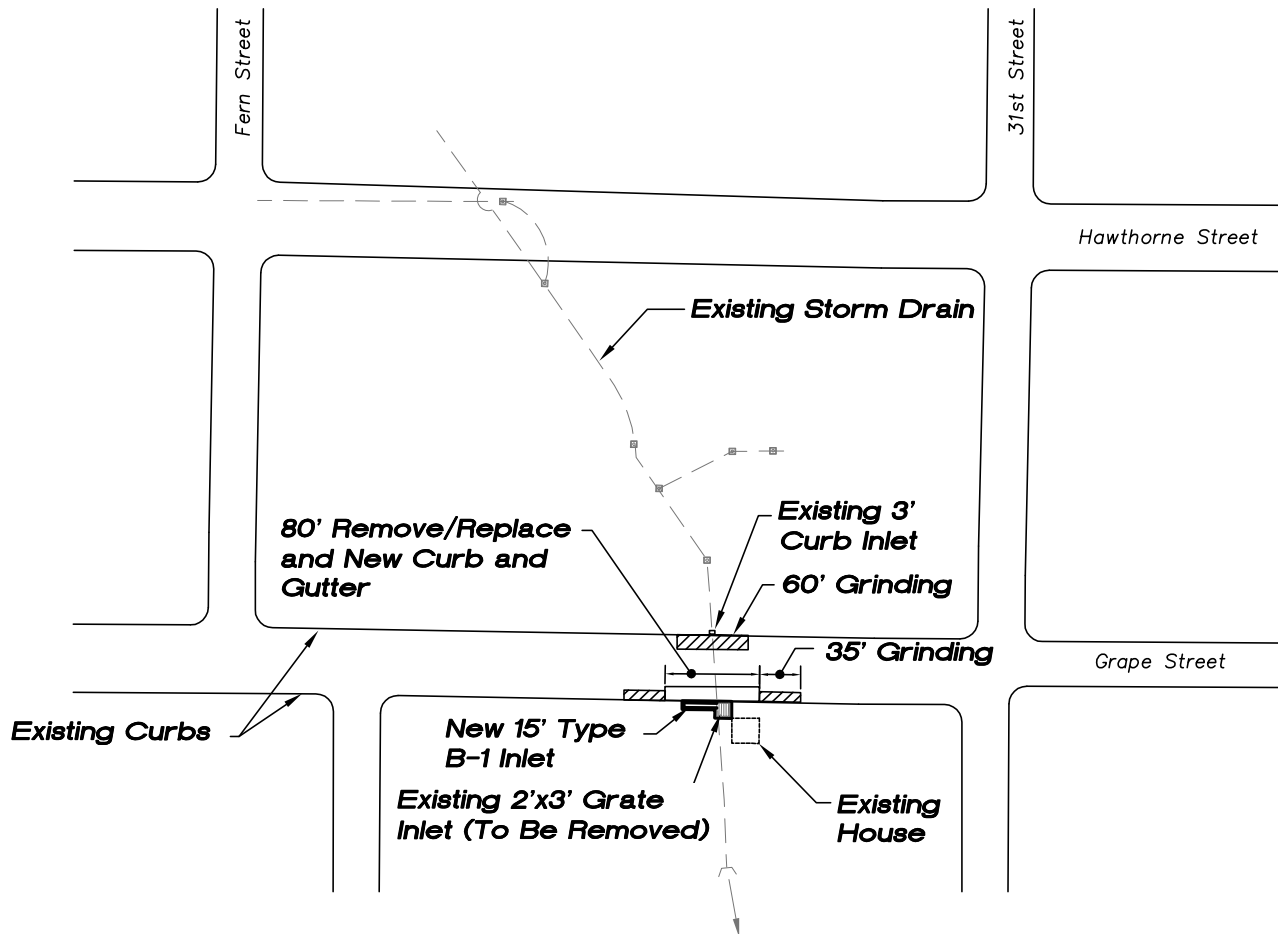 Fern Street
31st Street
Hawthorne Street
Existing Storm Drain
80' Remove/Replace
and New Curb and
Gutter
Existing 3'
Curb Inlet
60' Grinding
35' Grinding
Grape Street
Existing Curbs
New 15' Type
B-1 Inlet
Existing 2'x3' Grate
Inlet (To Be Removed)
Existing
House